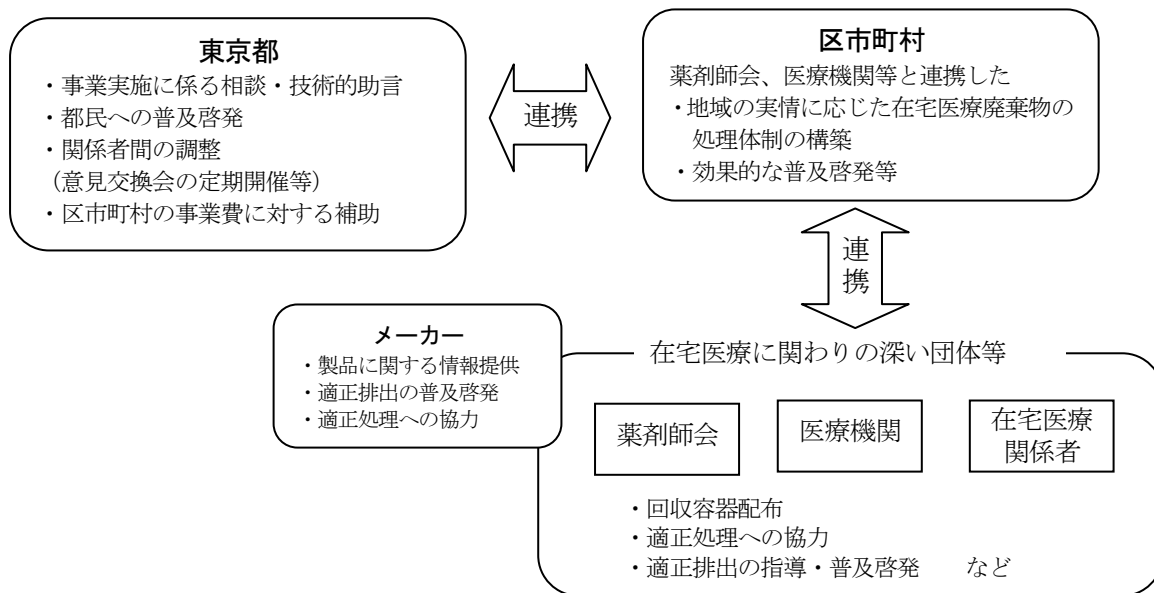 東京都
・事業実施に係る相談・技術的助言
・都民への普及啓発
・関係者間の調整
(意見交換会の定期開催等)
・区市町村の事業費に対する補助
連携
区市町村
薬剤師会、医療機関等と連携した
・地域の実情に応じた在宅医療廃棄物の
処理体制の構築
・効果的な普及啓発等
連
携
メーカー
・製品に関する情報提供
・適正排出の普及啓発
・適正処理への協力
在宅医療に関わりの深い団体等
薬剤師会
医療機関
在宅医療
関係者
・回収容器配布
・適正処理への協力
・適正排出の指導・普及啓発 など